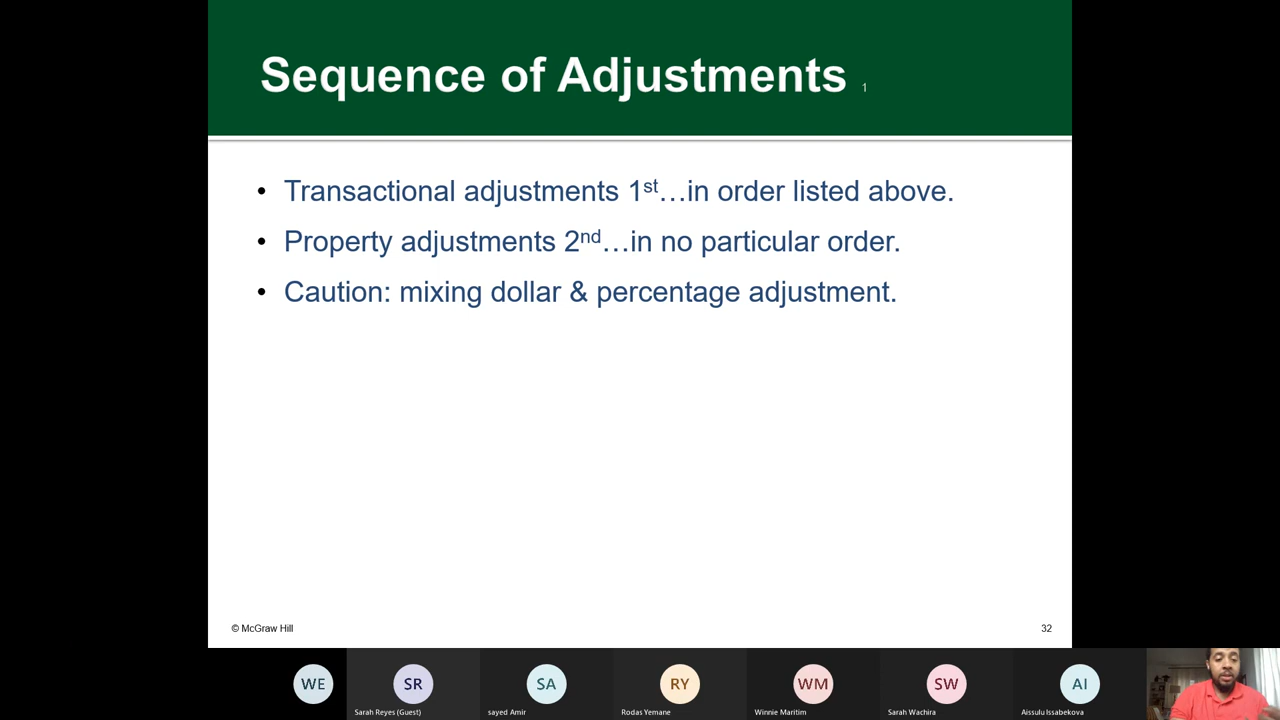 Sequence of Adjustments 1
• Transactional adjustments 1st…in order listed above.
• Property adjustments 2nd…in no particular order.
• Caution: mixing dollar & percentage adjustment.
© McGraw Hill
32
WE
SR
SA
RY
WM
SW
AI
Sarah Reyes (Guest)
sayed Amir
Rodas Yemane
Winnie Maritim
Sarah Wachira
Aissulu Issabekova